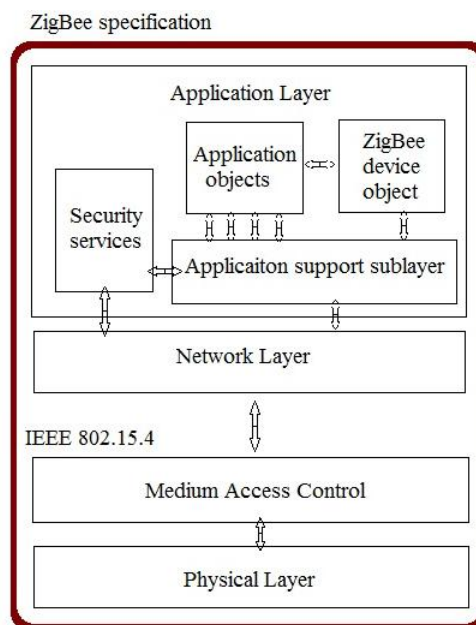 ZigBee specification
Application Layer
Application
objects
ZigBee
device
object
Security
services
Applicaiton support sublayer
Network Layer
IEEE 802.15.4
Medium Access Control
Physical Layer